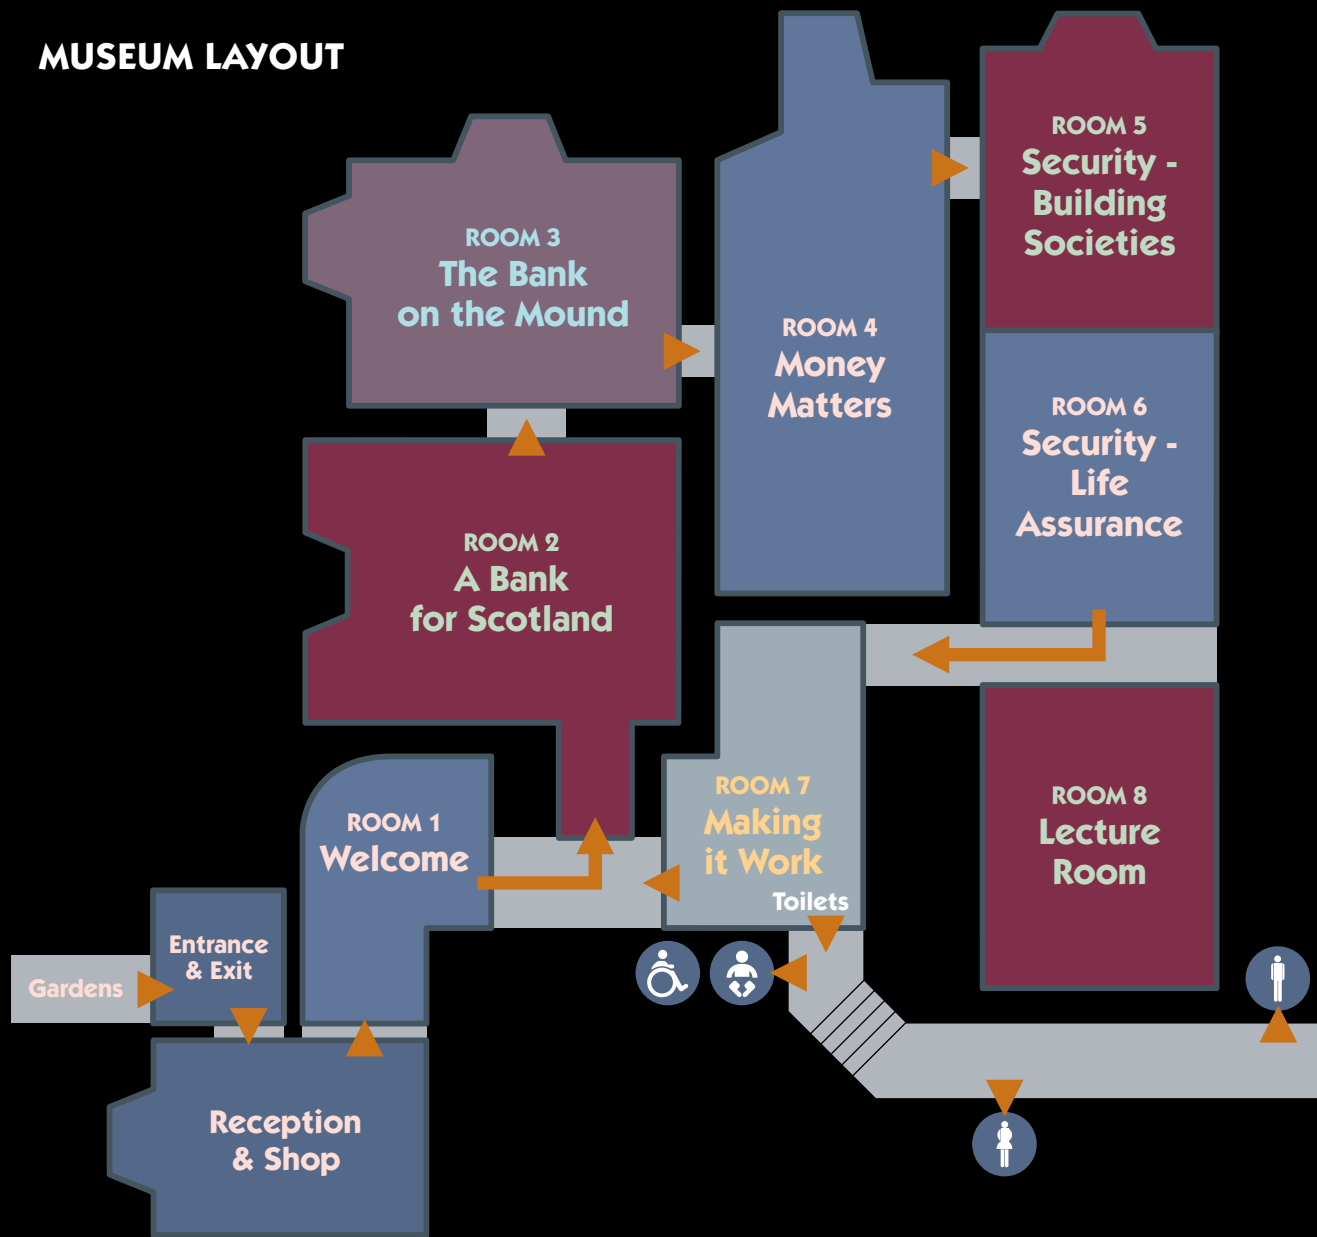 MUSEUM LAYOUT
ROOM 5
Security -
Building
Societies
ROOM 3
The Bank
on the Mound
ROOM 4
Money
Matters
ROOM 6
Security -
Life
Assurance
ROOM 2
A Bank
for Scotland
ROOM 7
Making
it Work
Toilets
ROOM 8
Lecture
Room
ROOM 1
Welcome
Entrance
& Exit
Gardens
Reception
& Shop